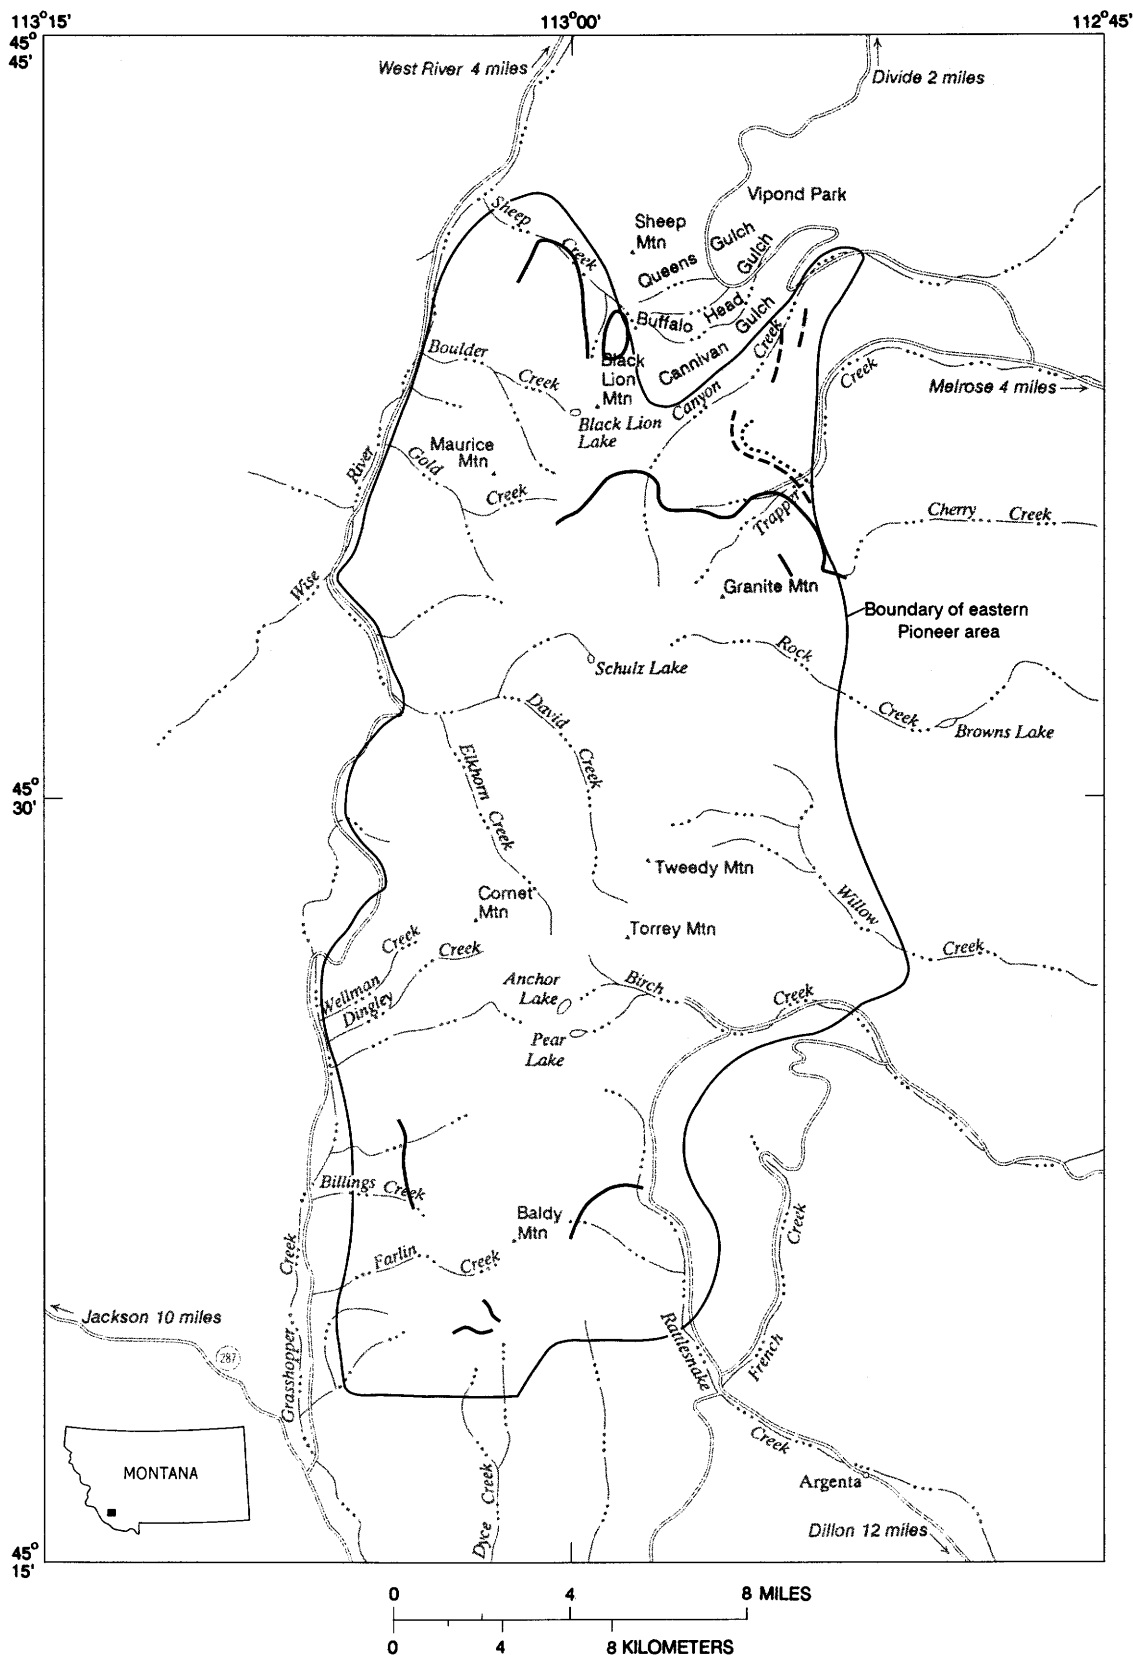 113°15'
113°00'
112°45'
45°
45'
West River 4 miles
Divide 2 miles
Vipond Park
Sheep
Creek
Sheep
Mtn
Queens Gulch
Gulch
Buffalo Head
Cannivan Gulch
Creek
Canyon
Boulder
Creek
Black
Lion
Mtn
Black Lion
Lake
Creek
Melrose 4 miles
Maurice
Mtn
Gold
Creek
River
Trapper
Cherry Creek
Wise
Granite Mtn
Boundary of eastern
Pioneer area
Schulz Lake
Rock
Creek
Browns Lake
David
Creek
Elkhorn Creek
45°
30'
Tweedy Mtn
Comet
Mtn
Torrey Mtn
Willow
Creek
Creek
Wellman
Creek
Dingley
Anchor
Lake
Birch
Creek
Pear
Lake
Billings Creek
Baldy
Mtn
Creek
Farlin
Creek
Creek
Jackson 10 miles
287
Grasshopper
Rattlesnake
French
MONTANA
Creek
Argenta
Dyce Creek
Dillon 12 miles
45°
15'
0 4 8 MILES
0 4 8 KILOMETERS